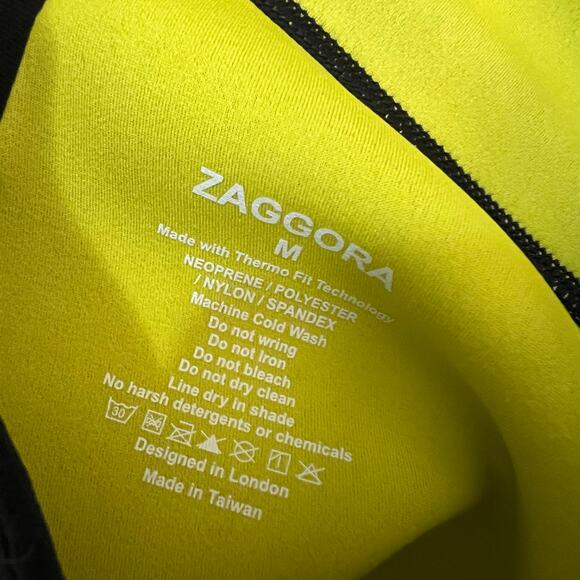 ZAGGORA
M
Made with Thermo Fit Technology
NEOPRENE / POLYESTER
/ NYLON / SPANDEX
Machine Cold Wash
Do not wring
Do not Iron
Do not bleach
Do not dry clean
Line dry in shade
No harsh detergents or chemicals
30
Designed in London
Made in Taiwan